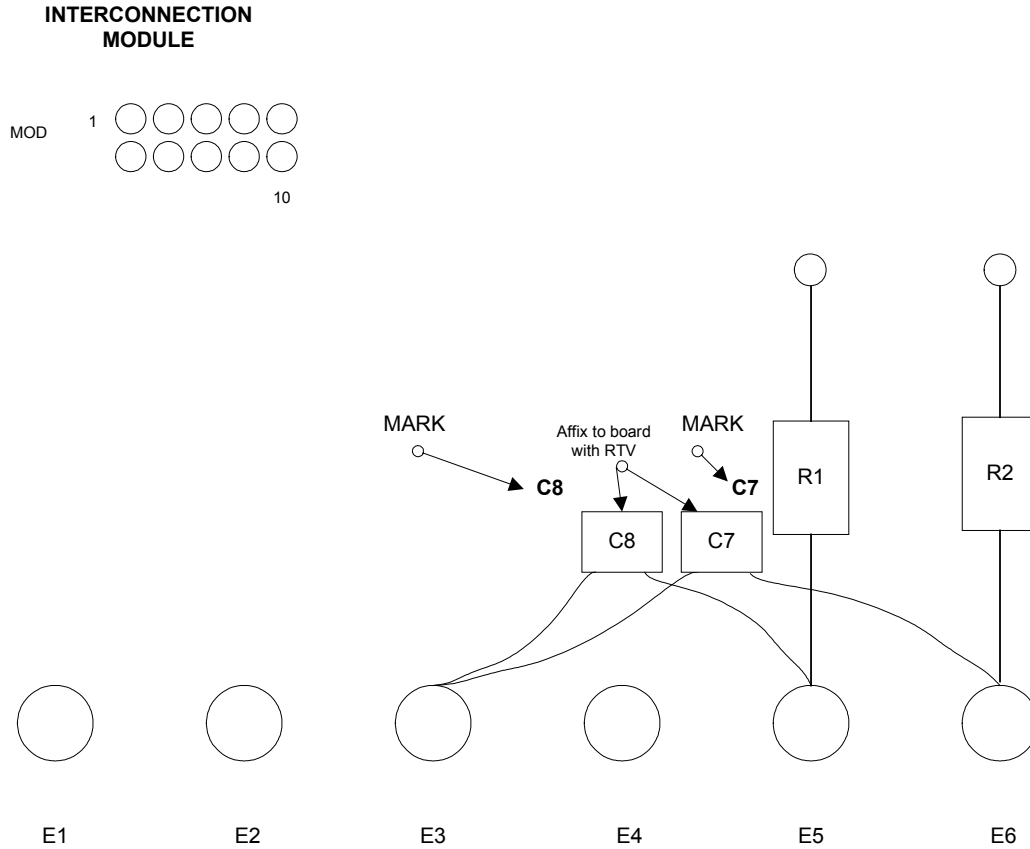 INTERCONNECTION
MODULE
MOD
1
10
MARK
Affix to board
with RTV
MARK
C8
C7
R1
R2
C8
C7
E1
E2
E3
E4
E5
E6